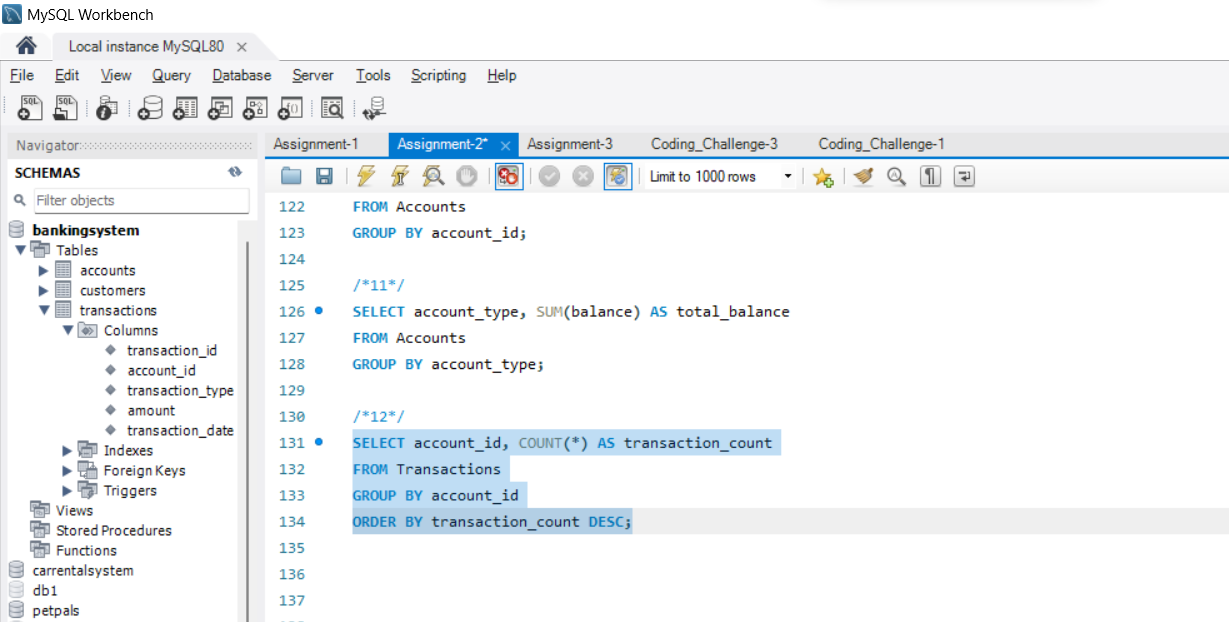 MySQL Workbench
Local instance MySQL80
File Edit View Query Database Server Tools Scripting Help
Navigator
SCHEMAS
Filter objects
bankingsystem
Tables
accounts
customers
transactions
Columns
transaction_id
account_id
transaction_type
amount
transaction_date
Indexes
Foreign Keys
Triggers
Views
Stored Procedures
Functions
carrentalsystem
db1
petpals
Assignment-1 Assignment-2* Assignment-3 Coding_Challenge-3 Coding_Challenge-1
Limit to 1000 rows
122 FROM Accounts
123 GROUP BY account_id;
124
125 /*11*/
126 SELECT account_type, SUM(balance) AS total_balance
127 FROM Accounts
128 GROUP BY account_type;
129
130 /*12*/
131 SELECT account_id, COUNT(*) AS transaction_count
132 FROM Transactions
133 GROUP BY account_id
134 ORDER BY transaction_count DESC;
135
136
137